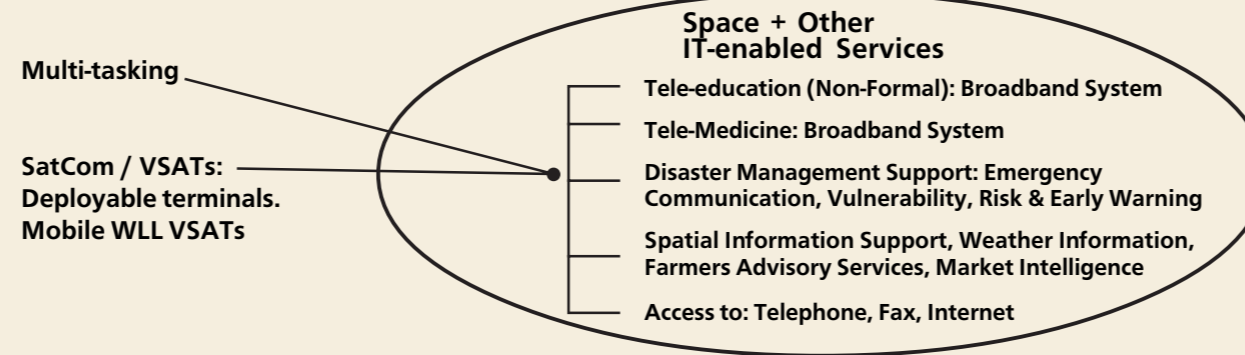 Space + Other
IT-enabled Services
Multi-tasking
SatCom / VSATs:
Deployable terminals.
Mobile WLL VSATs
Tele-education (Non-Formal): Broadband System
Tele-Medicine: Broadband System
Disaster Management Support: Emergency
Communication, Vulnerability, Risk & Early Warning
Spatial Information Support, Weather Information,
Farmers Advisory Services, Market Intelligence
Access to: Telephone, Fax, Internet